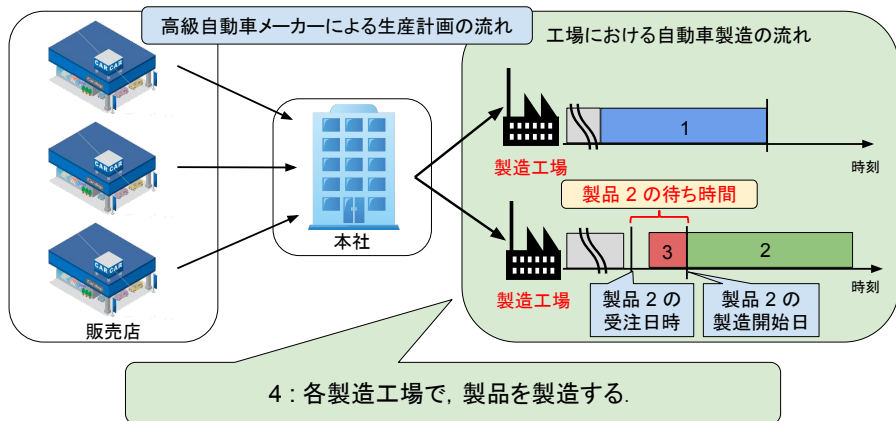 高級自動車メーカーによる生産計画の流れ
CAR CAR
CAR CAR
CAR CAR
販売店
本社
工場における自動車製造の流れ
製造工場
1
時刻
製品 2 の待ち時間
製造工場
3
2
時刻
製品 2 の
受注日時
製品 2 の
製造開始日
4 : 各製造工場で, 製品を製造する.